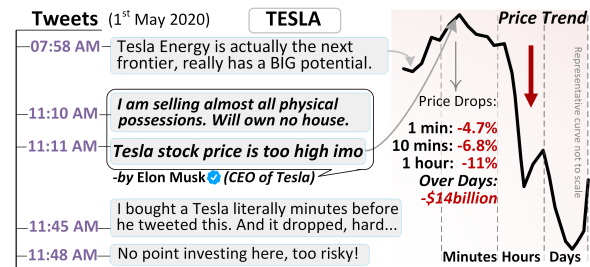 Tweets (1st May 2020) TESLA
07:58 AM
Tesla Energy is actually the next
frontier, really has a BIG potential.
11:10 AM
I am selling almost all physical
possessions. Will own no house.
11:11 AM
Tesla stock price is too high imo
-by Elon Musk (CEO of Tesla)
11:45 AM
I bought a Tesla literally minutes before
he tweeted this. And it dropped, hard...
11:48 AM
No point investing here, too risky!
Price Trend
Price Drops:
1 min: -4.7%
10 mins: -6.8%
1 hour: -11%
Over Days:
-$14billion
Representative curve not to scale
Minutes Hours Days